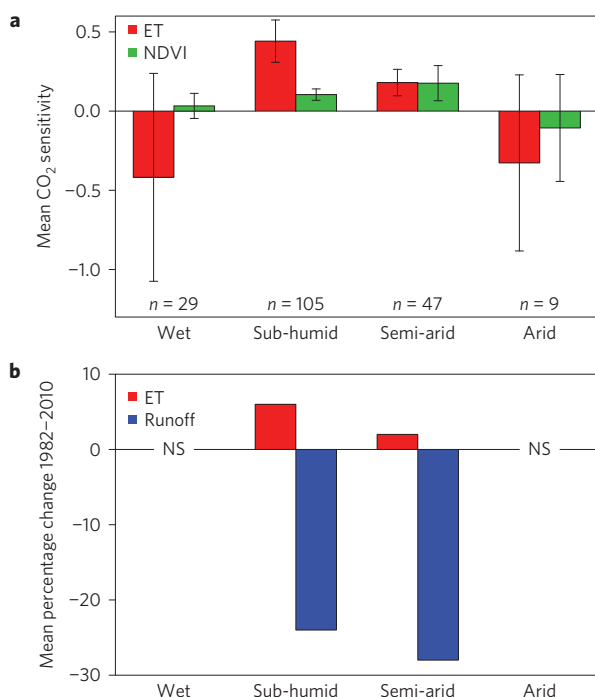 a
ET
NDVI
0.5
0.0
−0.5
−1.0
Mean CO₂ sensitivity
n = 29
n = 105
n = 47
n = 9
Wet
Sub-humid
Semi-arid
Arid
b
ET
Runoff
10
0
−10
−20
−30
Mean percentage change 1982–2010
NS
NS
Wet
Sub-humid
Semi-arid
Arid